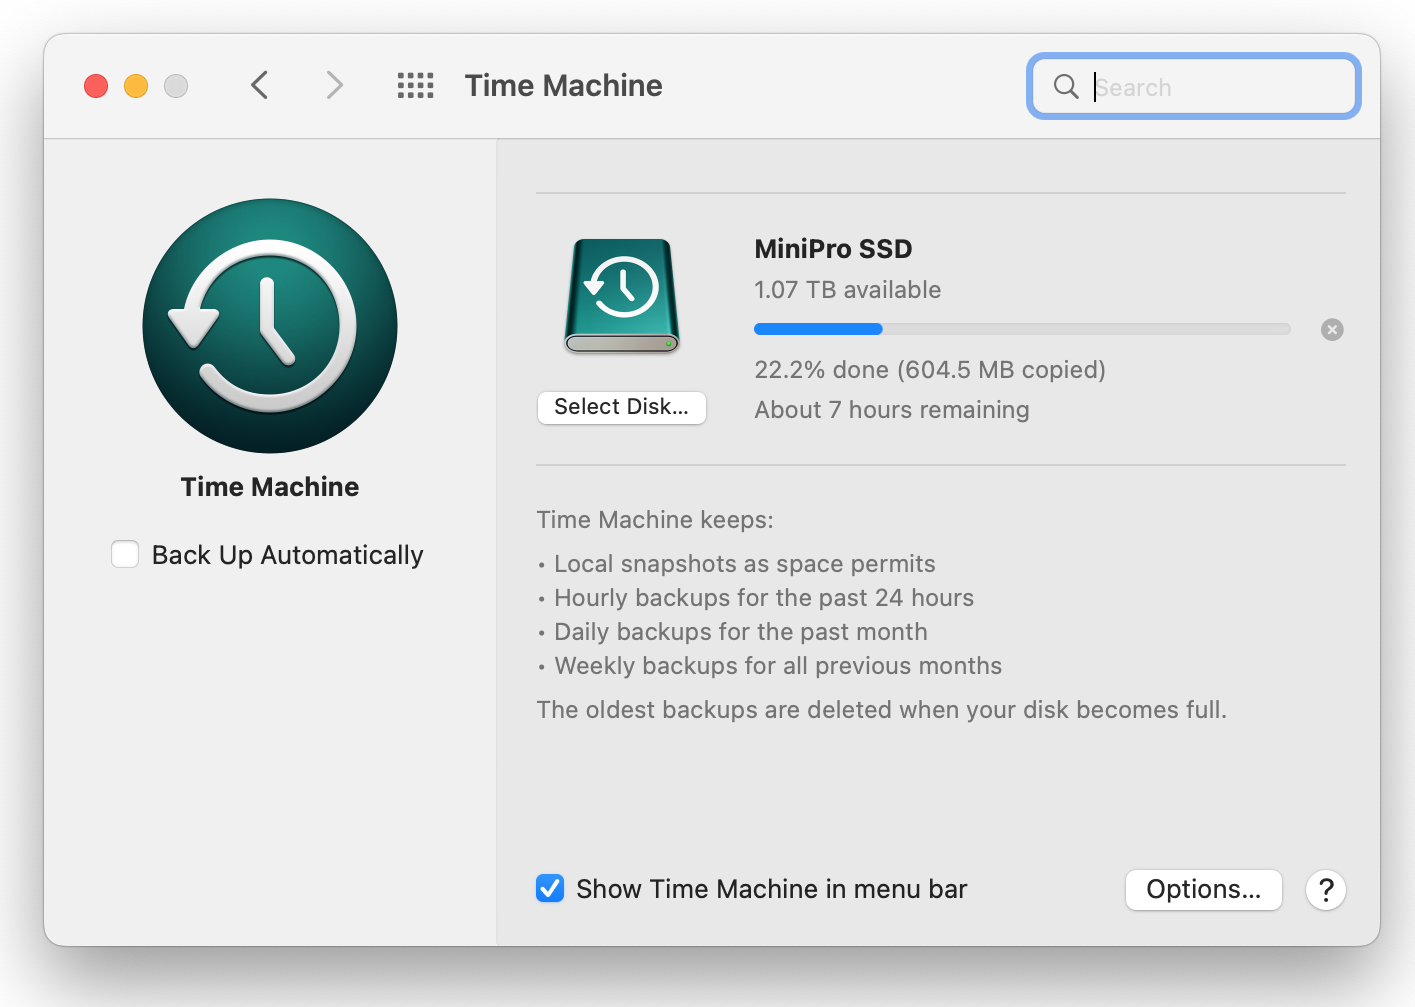 Time Machine
Search
Time Machine
Back Up Automatically
MiniPro SSD
1.07 TB available
22.2% done (604.5 MB copied)
About 7 hours remaining
Select Disk...
Time Machine keeps:
• Local snapshots as space permits
• Hourly backups for the past 24 hours
• Daily backups for the past month
• Weekly backups for all previous months
The oldest backups are deleted when your disk becomes full.
Show Time Machine in menu bar
Options...
?